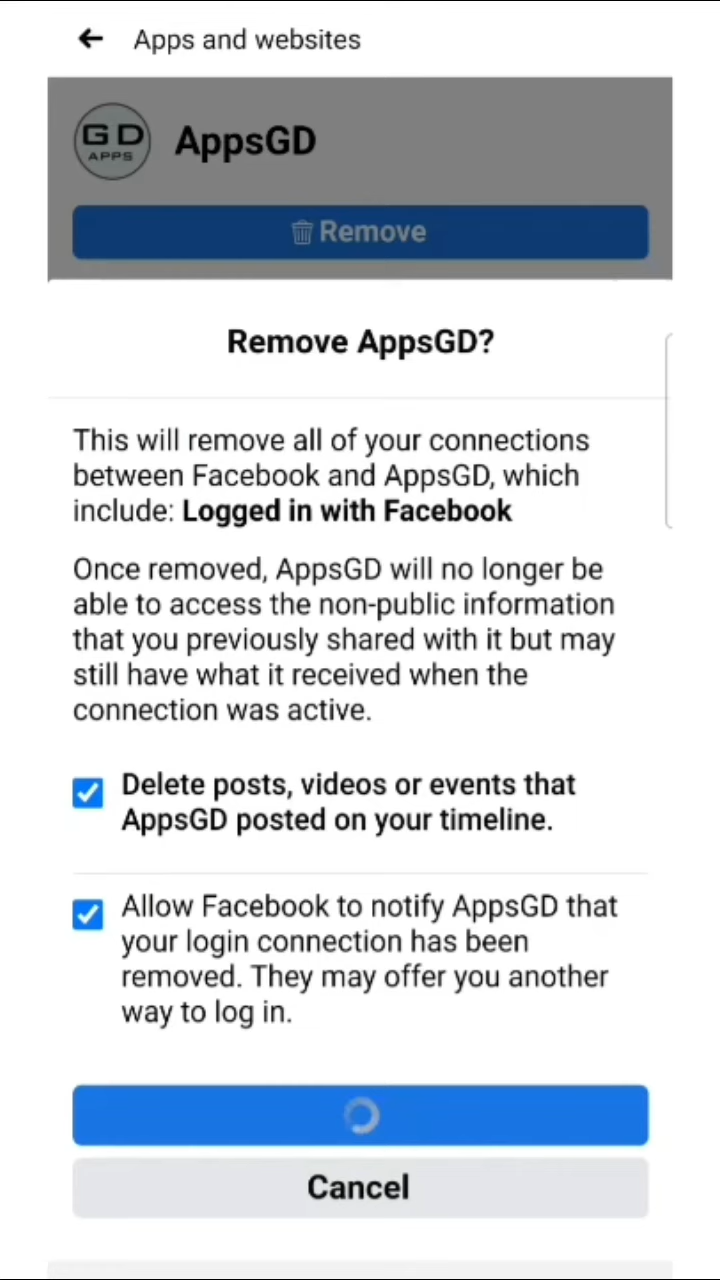 Apps and websites
GD
APPS
AppsGD
Remove
Remove AppsGD?
This will remove all of your connections
between Facebook and AppsGD, which
include: Logged in with Facebook
Once removed, AppsGD will no longer be
able to access the non-public information
that you previously shared with it but may
still have what it received when the
connection was active.
Delete posts, videos or events that
AppsGD posted on your timeline.
Allow Facebook to notify AppsGD that
your login connection has been
removed. They may offer you another
way to log in.
Cancel